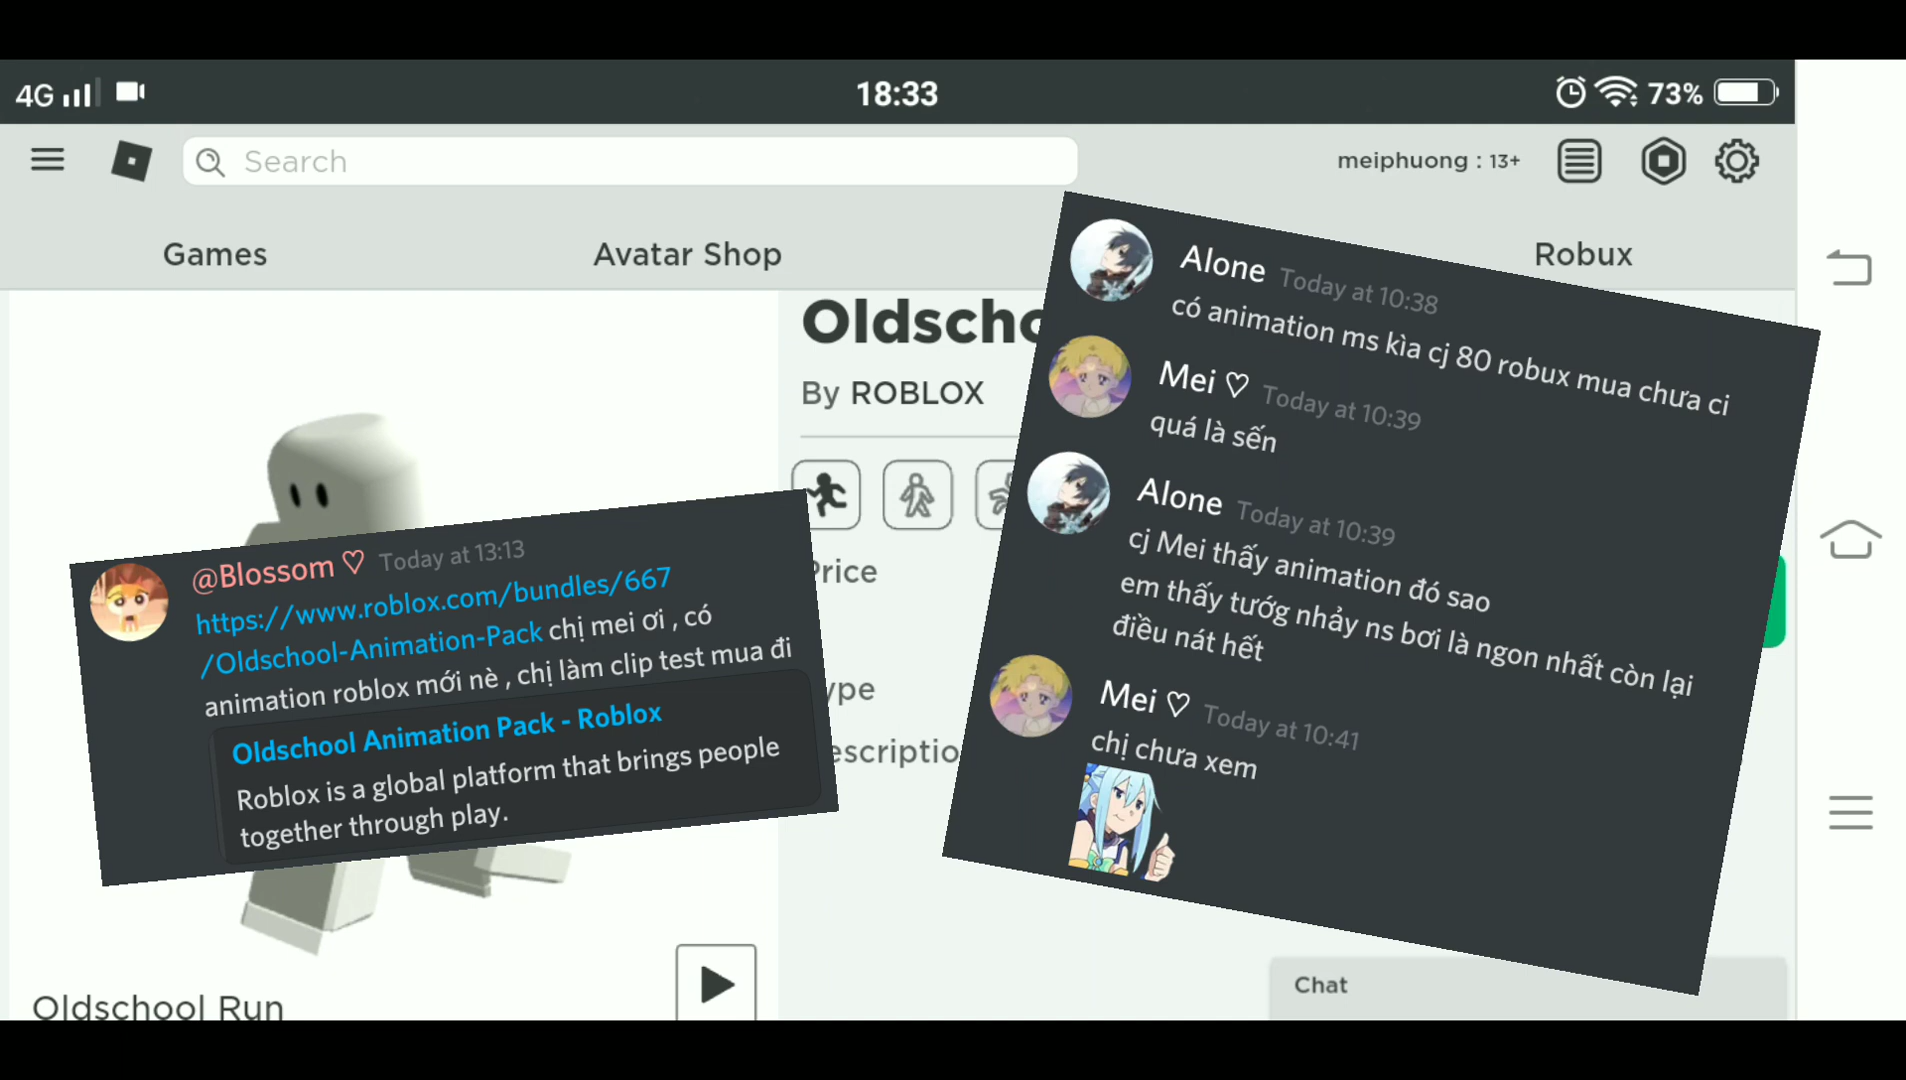 4G
18:33
73%
Search
meiphuong : 13+
Games
Avatar Shop
Robux
Oldscho
By ROBLOX
Price
ype
escriptio
@Blossom ♡ Today at 13:13
https://www.roblox.com/bundles/667
/Oldschool-Animation-Pack chị mei ơi , có
animation roblox mới nè , chị làm clip test mua đi
Oldschool Animation Pack - Roblox
Roblox is a global platform that brings people
together through play.
Alone Today at 10:38
có animation ms kìa cj 80 robux mua chưa ci
Mei ♡ Today at 10:39
quá là sến
Alone Today at 10:39
cj Mei thấy animation đó sao
em thấy tướg nhảy ns bơi là ngon nhất còn lại
điều nát hết
Mei ♡ Today at 10:41
chị chưa xem
Oldschool Run
Chat